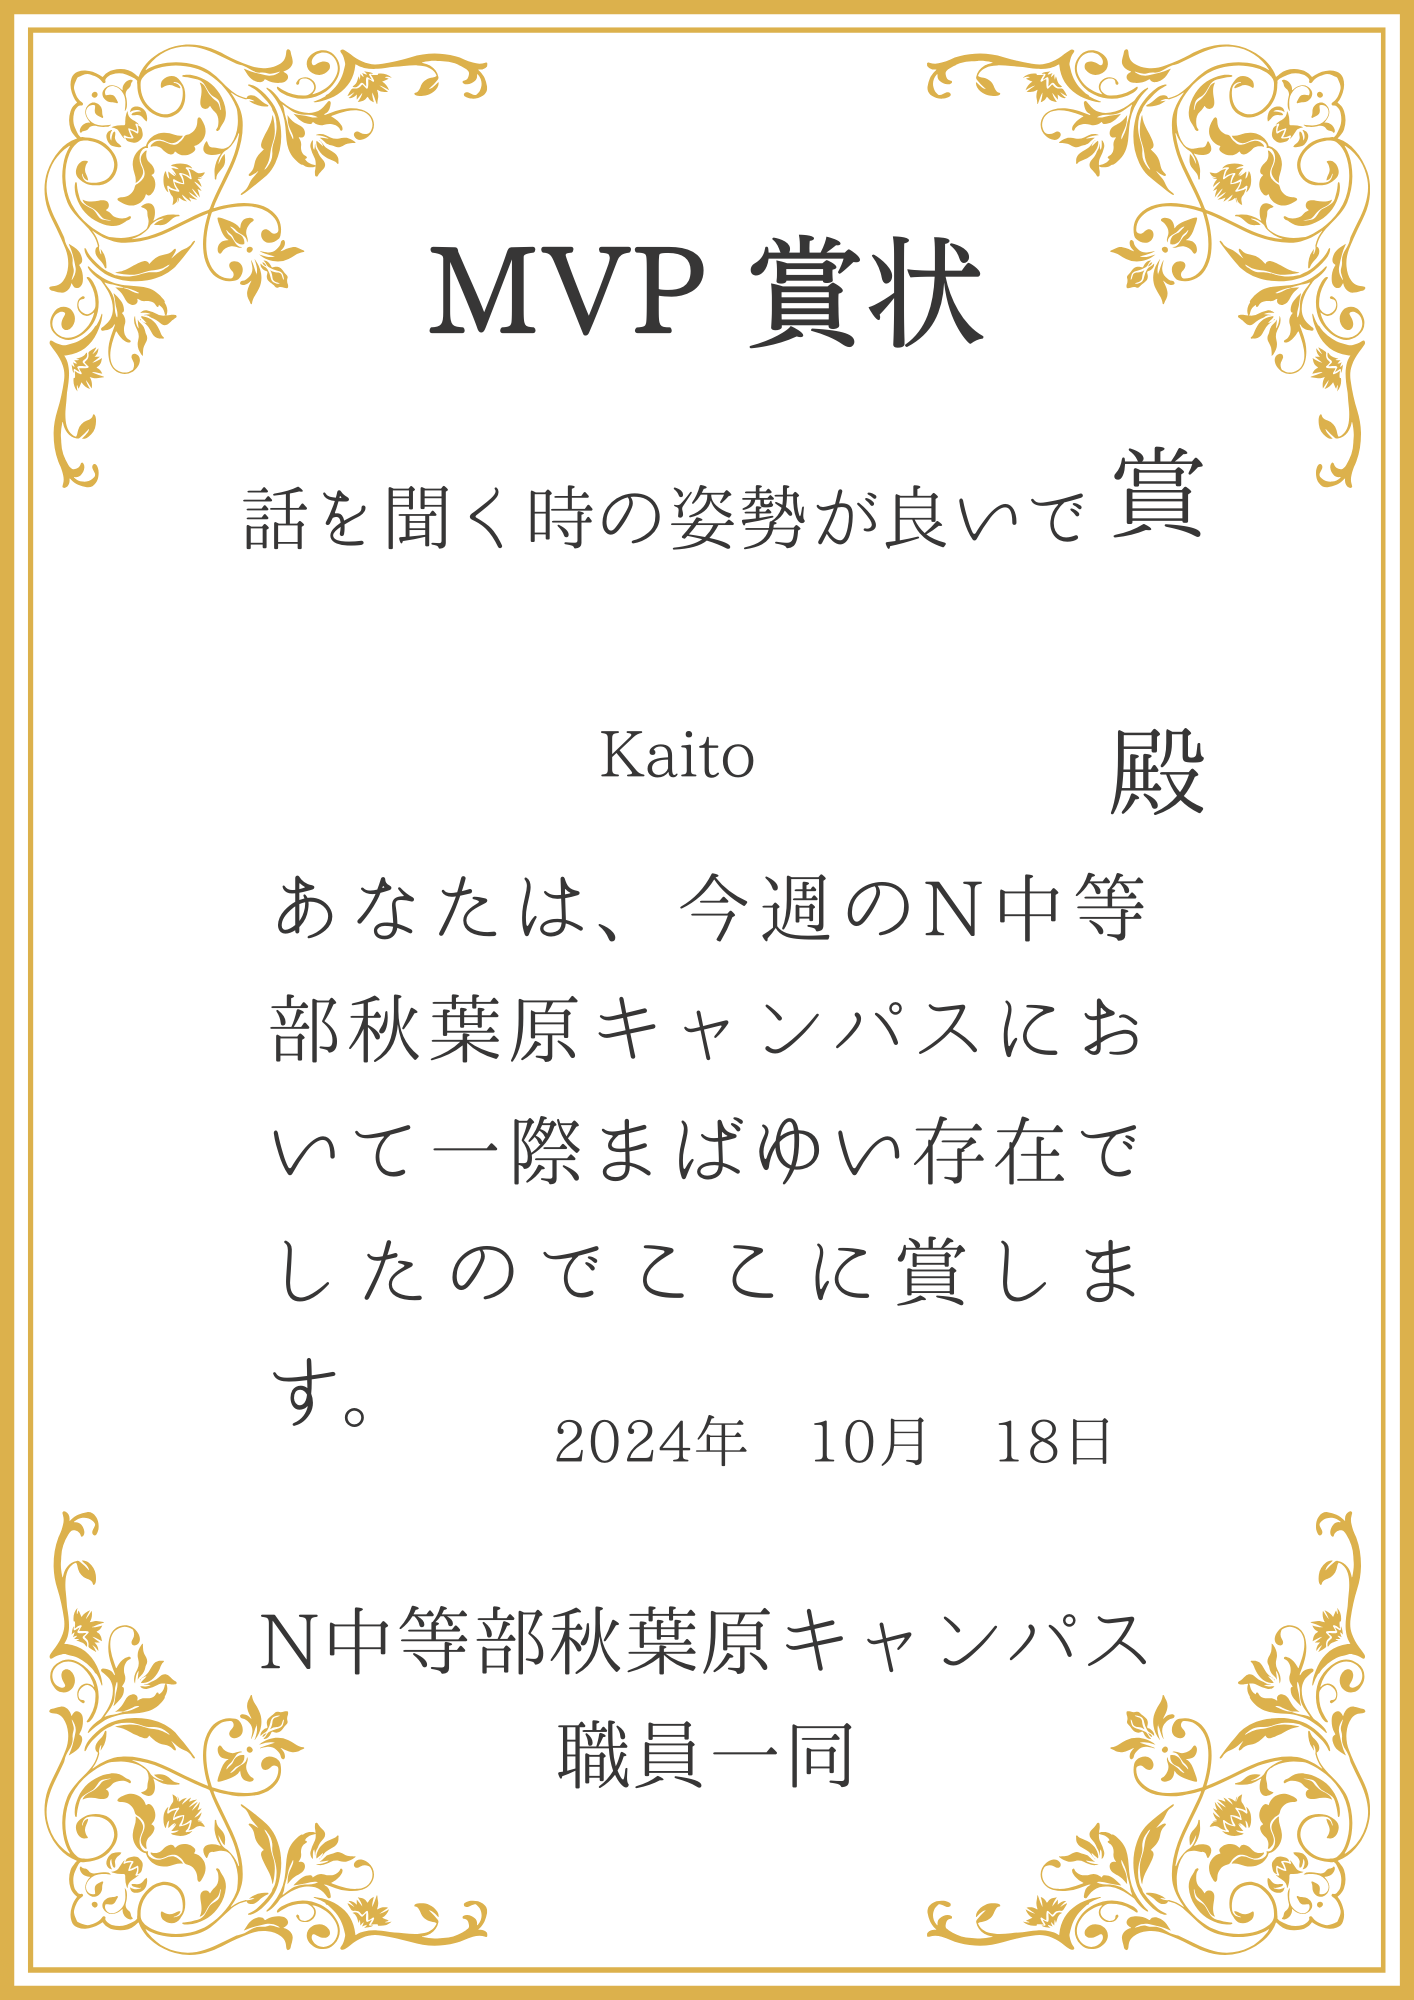 MVP 賞状
話を聞く時の姿勢が良いで 賞
Kaito 殿
あなたは、今週のN中等
部秋葉原キャンパスにお
いて一際まばゆい存在で
したのでここに賞しま
す。
2024年　10月　18日
N中等部秋葉原キャンパス
職員一同